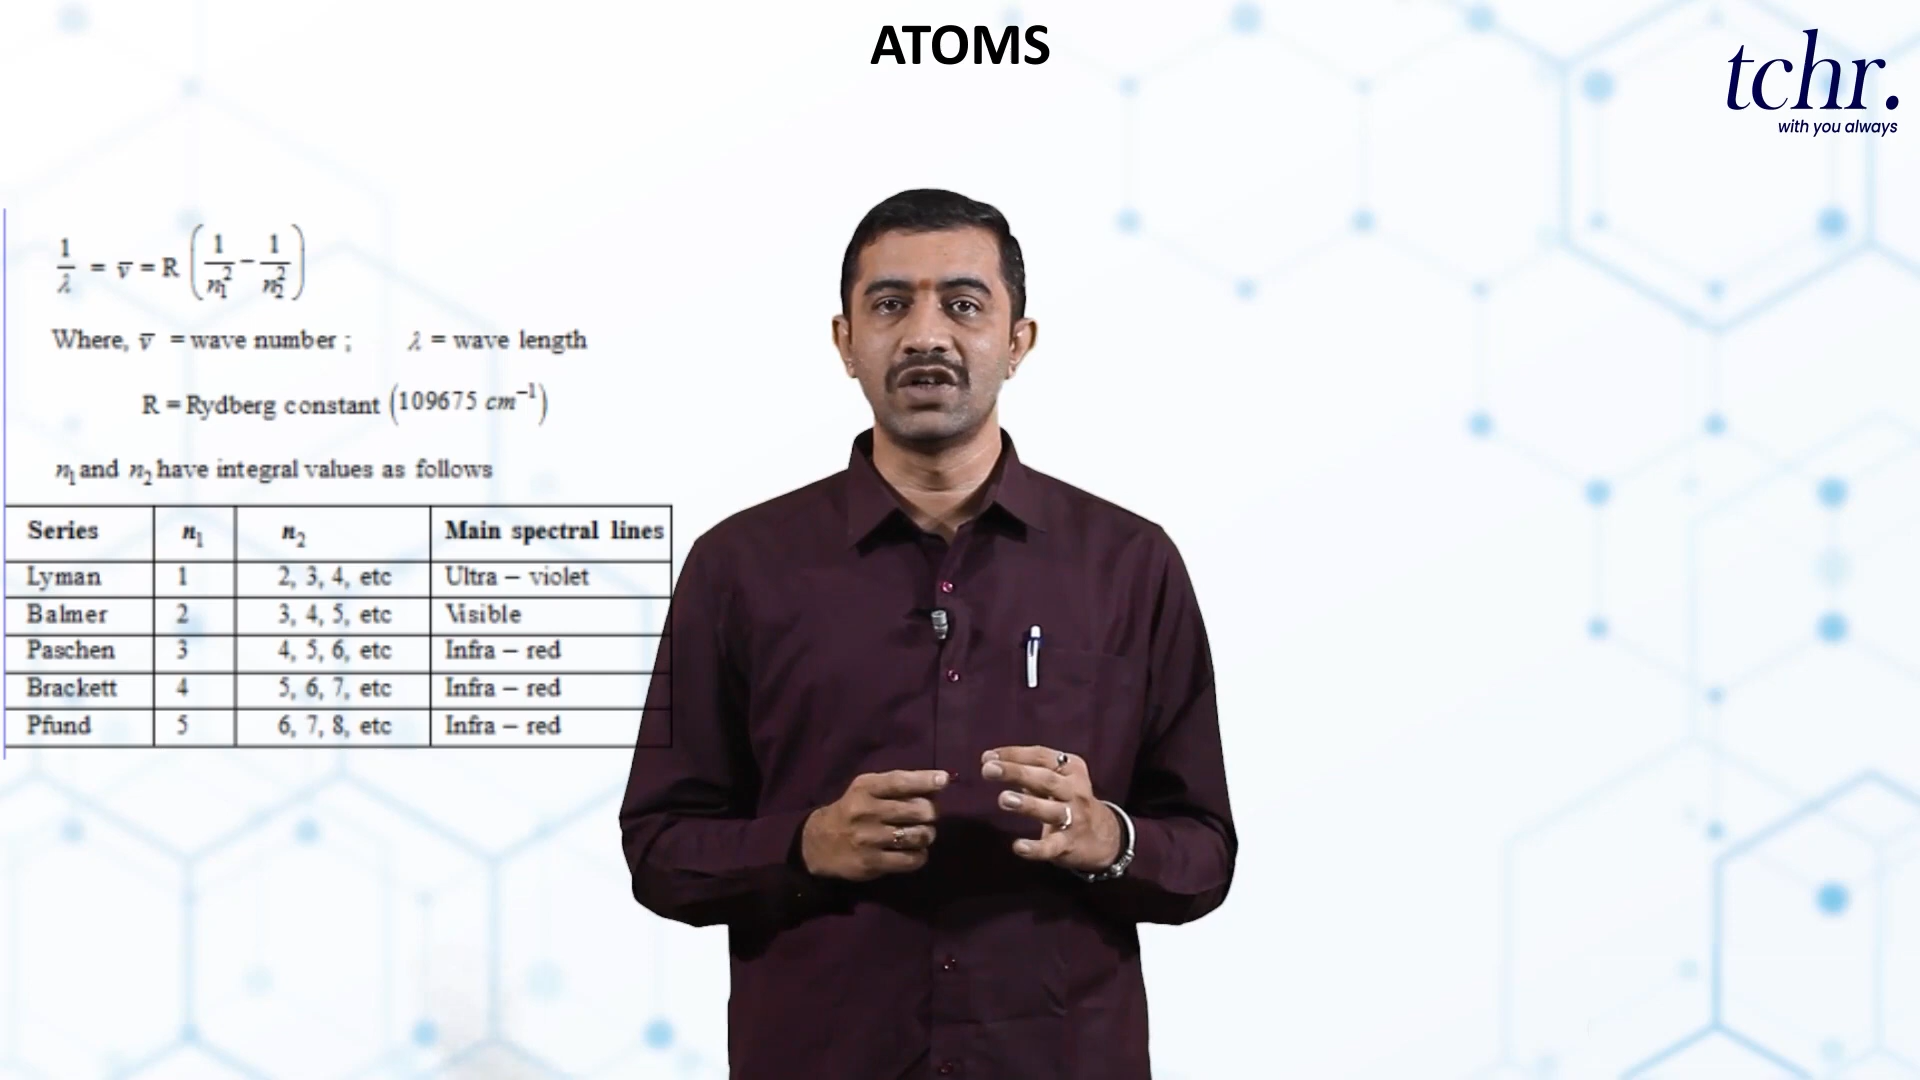 ATOMS
tchr.
with you always
1/λ = ν̅ = R (1/n₁² − 1/n₂²)
Where, ν̅ = wave number ; λ = wave length
R = Rydberg constant (109675 cm⁻¹)
n₁ and n₂ have integral values as follows
Series n₁ n₂ Main spectral lines
Lyman 1 2, 3, 4, etc Ultra – violet
Balmer 2 3, 4, 5, etc Visible
Paschen 3 4, 5, 6, etc Infra – red
Brackett 4 5, 6, 7, etc Infra – red
Pfund 5 6, 7, 8, etc Infra – red